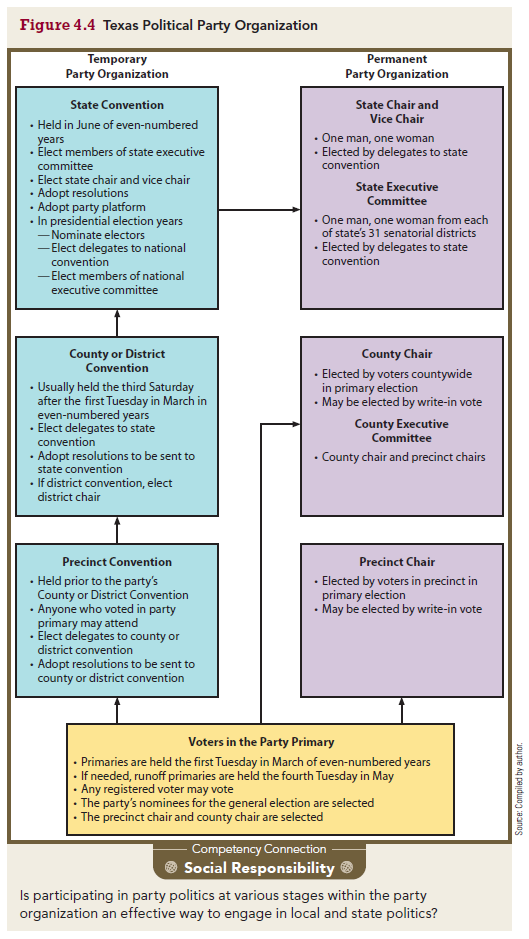 Figure 4.4 Texas Political Party Organization
Temporary
Party Organization
State Convention
• Held in June of even-numbered
years
• Elect members of state executive
committee
• Elect state chair and vice chair
• Adopt resolutions
• Adopt party platform
• In presidential election years
— Nominate electors
— Elect delegates to national
convention
— Elect members of national
executive committee
County or District
Convention
• Usually held the third Saturday
after the first Tuesday in March in
even-numbered years
• Elect delegates to state
convention
• Adopt resolutions to be sent to
state convention
• If district convention, elect
district chair
Precinct Convention
• Held prior to the party's
County or District Convention
• Anyone who voted in party
primary may attend
• Elect delegates to county or
district convention
• Adopt resolutions to be sent to
county or district convention
Permanent
Party Organization
State Chair and
Vice Chair
• One man, one woman
• Elected by delegates to state
convention
State Executive
Committee
• One man, one woman from each
of state's 31 senatorial districts
• Elected by delegates to state
convention
County Chair
• Elected by voters countywide
in primary election
• May be elected by write-in vote
County Executive
Committee
• County chair and precinct chairs
Precinct Chair
• Elected by voters in precinct in
primary election
• May be elected by write-in vote
Voters in the Party Primary
• Primaries are held the first Tuesday in March of even-numbered years
• If needed, runoff primaries are held the fourth Tuesday in May
• Any registered voter may vote
• The party's nominees for the general election are selected
• The precinct chair and county chair are selected
Source: Compiled by author.
Competency Connection
Social Responsibility
Is participating in party politics at various stages within the party
organization an effective way to engage in local and state politics?